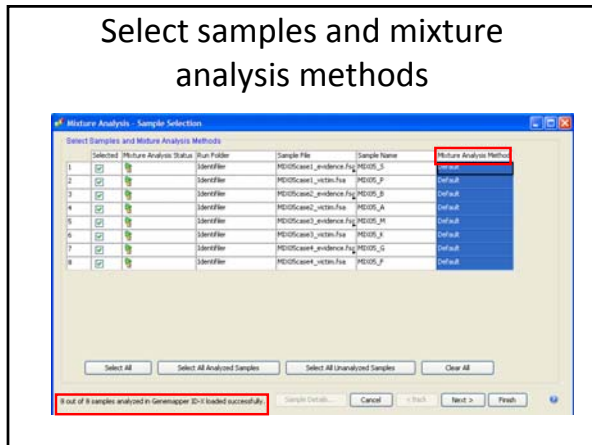 Select samples and mixture
analysis methods
Mixture Analysis - Sample Selection
Select Samples and Mixture Analysis Methods
Selected Mixture Analysis Status Run Folder Sample File Sample Name Mixture Analysis Method
1 Identifiler MIX05case1_evidence.fsa MIX05_S Default
2 Identifiler MIX05case1_victim.fsa MIX05_P Default
3 Identifiler MIX05case2_evidence.fsa MIX05_B Default
4 Identifiler MIX05case2_victim.fsa MIX05_A Default
5 Identifiler MIX05case3_evidence.fsa MIX05_M Default
6 Identifiler MIX05case3_victim.fsa MIX05_K Default
7 Identifiler MIX05case4_evidence.fsa MIX05_G Default
8 Identifiler MIX05case4_victim.fsa MIX05_F Default
Select All Select All Analyzed Samples Select All Unanalyzed Samples Clear All
8 out of 8 samples analyzed in Genemapper ID-X loaded successfully. Sample Details... Cancel < Back Next > Finish